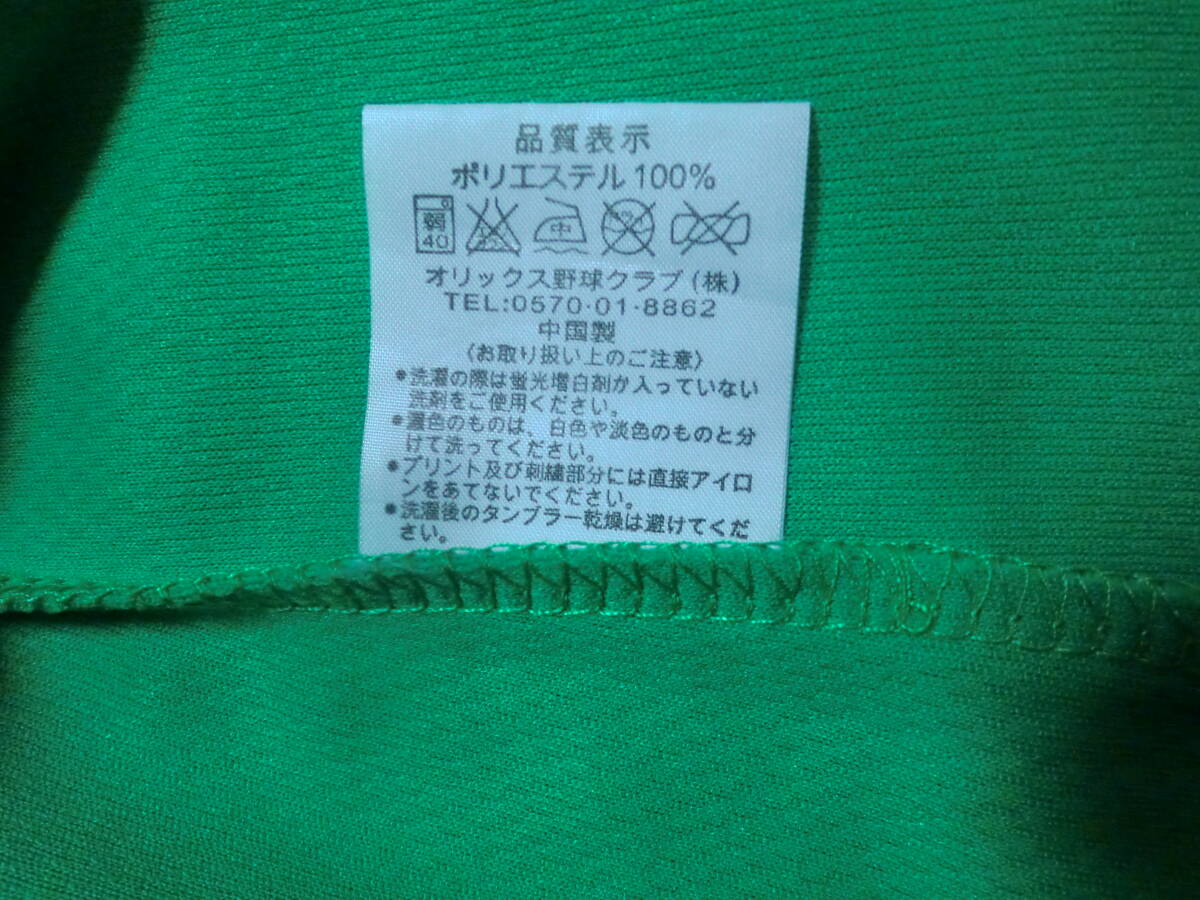 品質表示
ポリエステル100%
弱 40 中
オリックス野球クラブ(株)
TEL:0570・01・8862
中国製
(お取り扱い上のご注意)
●洗濯の際は蛍光増白剤が入っていない
洗剤をご使用ください。
●濃色のものは、白色や淡色のものと分
けて洗ってください。
●プリント及び刺繍部分には直接アイロ
ンをあてないでください。
●洗濯後のタンブラー乾燥は避けてくだ
さい。